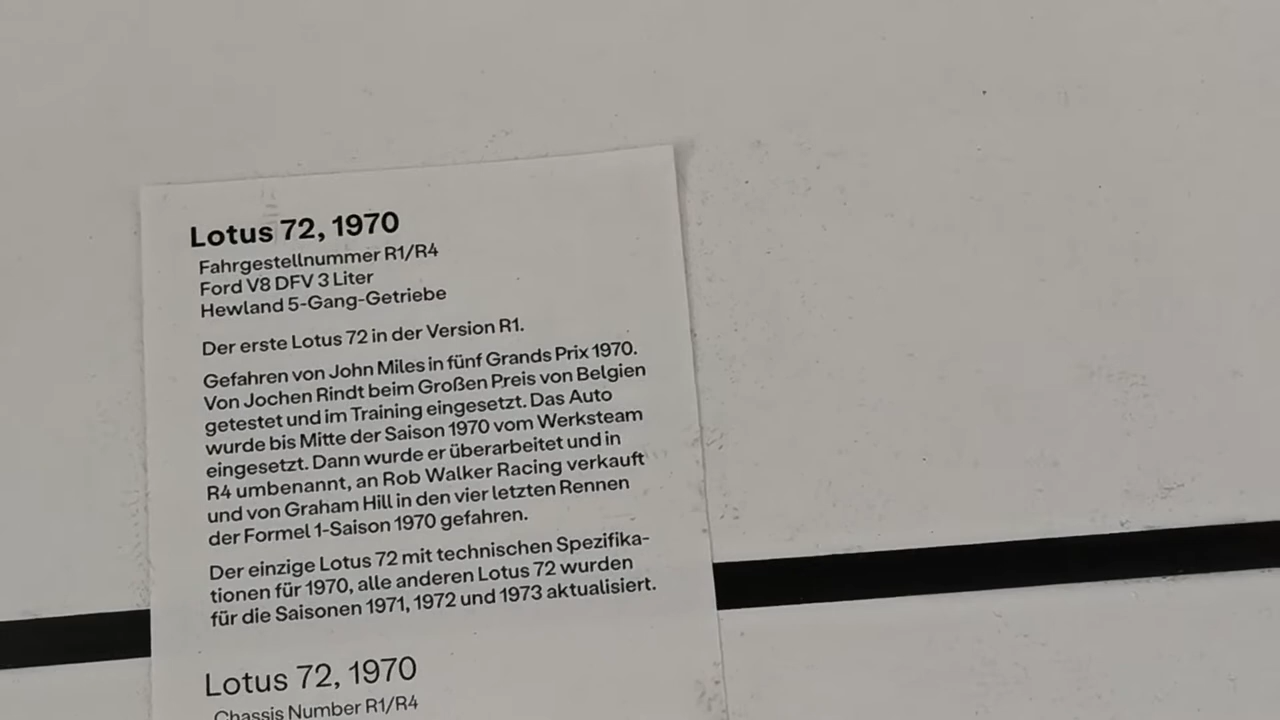 Lotus 72, 1970
Fahrgestellnummer R1/R4
Ford V8 DFV 3 Liter
Hewland 5-Gang-Getriebe
Der erste Lotus 72 in der Version R1.
Gefahren von John Miles in fünf Grands Prix 1970.
Von Jochen Rindt beim Großen Preis von Belgien
getestet und im Training eingesetzt. Das Auto
wurde bis Mitte der Saison 1970 vom Werksteam
eingesetzt. Dann wurde er überarbeitet und in
R4 umbenannt, an Rob Walker Racing verkauft
und von Graham Hill in den vier letzten Rennen
der Formel 1-Saison 1970 gefahren.
Der einzige Lotus 72 mit technischen Spezifika-
tionen für 1970, alle anderen Lotus 72 wurden
für die Saisonen 1971, 1972 und 1973 aktualisiert.
Lotus 72, 1970
Chassis Number R1/R4